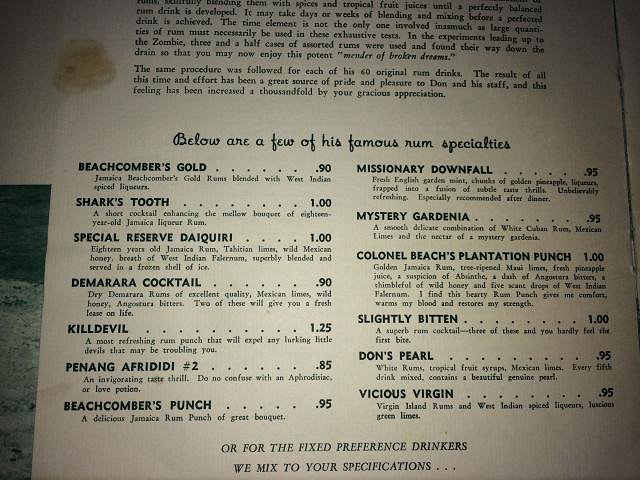 rums, skillfully blending them with spices and tropical fruit juices until a perfectly balanced
rum drink is developed. It may take days or weeks of blending and mixing before a perfected
drink is achieved. The time element is not the only one involved inasmuch as large quanti-
ties of rum must necessarily be used in these exhaustive tests. In the experiments leading up to
the Zombie, three and a half cases of assorted rums were used and found their way down the
drain so that you may now enjoy this potent "mender of broken dreams."
The same procedure was followed for each of his 60 original rum drinks. The result of all
this time and effort has been a great source of pride and pleasure to Don and his staff, and this
feeling has been increased a thousandfold by your gracious appreciation.
Below are a few of his famous rum specialties
BEACHCOMBER'S GOLD . . . . . . .90
Jamaica Beachcomber's Gold Rums blended with West Indian
spiced liqueurs.
SHARK'S TOOTH . . . . . . . 1.00
A short cocktail enhancing the mellow bouquet of eighteen-
year-old Jamaica liqueur Rum.
SPECIAL RESERVE DAIQUIRI . . . . 1.00
Eighteen years old Jamaica Rum, Tahitian limes, wild Mexican
honey, breath of West Indian Falernum, superbly blended and
served in a frozen shell of ice.
DEMARARA COCKTAIL . . . . . . .90
Dry Demarara Rums of excellent quality, Mexican limes, wild
honey, Angostura bitters. Two of these will give you a fresh
lease on life.
KILLDEVIL . . . . . . . . 1.25
A most refreshing rum punch that will expel any lurking little
devils that may be troubling you.
PENANG AFRIDIDI #2 . . . . . .85
An invigorating taste thrill. Do no confuse with an Aphrodisiac,
or love potion.
BEACHCOMBER'S PUNCH . . . . . .95
A delicious Jamaica Rum Punch of great bouquet.
MISSIONARY DOWNFALL . . . . . .95
Fresh English garden mint, chunks of golden pineapple, liqueurs,
frapped into a fusion of subtle taste thrills. Unbelievably
refreshing. Especially recommended after dinner.
MYSTERY GARDENIA . . . . . . . .95
A smooth delicate combination of White Cuban Rum, Mexican
Limes and the nectar of a mystery gardenia.
COLONEL BEACH'S PLANTATION PUNCH 1.00
Golden Jamaica Rum, tree-ripened Maui limes, fresh pineapple
juice, a suspicion of Absinthe, a dash of Angostura bitters, a
thimbleful of wild honey and five scant drops of West Indian
Falernum. I find this hearty Rum Punch gives me comfort,
warms my blood and restores my strength.
SLIGHTLY BITTEN . . . . . . . 1.00
A superb rum cocktail—three of these and you hardly feel the
first bite.
DON'S PEARL . . . . . . . . .95
White Rums, tropical fruit syrups, Mexican limes. Every fifth
drink mixed, contains a beautiful genuine pearl.
VICIOUS VIRGIN . . . . . . . .95
Virgin Island Rums and West Indian spiced liqueurs, luscious
green limes.
OR FOR THE FIXED PREFERENCE DRINKERS
WE MIX TO YOUR SPECIFICATIONS . . .